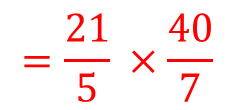 = 21/5 × 40/7